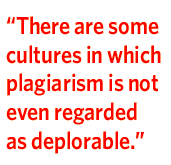 “There are some
cultures in which
plagiarism is not
even regarded
as deplorable.”